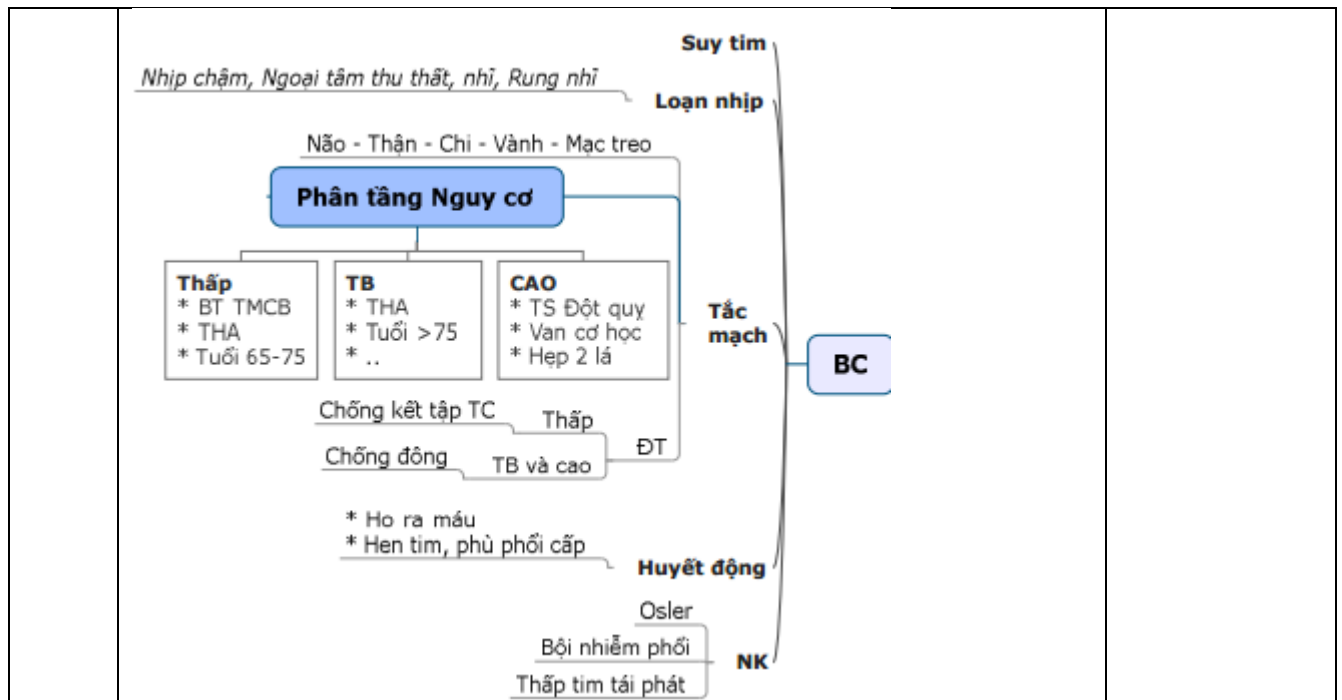 Suy tim
Nhịp chậm, Ngoại tâm thu thất, nhĩ, Rung nhĩ
Loạn nhịp
Não - Thận - Chi - Vành - Mạc treo
Phân tầng Nguy cơ
Thấp
* BT TMCB
* THA
* Tuổi 65-75
TB
* THA
* Tuổi >75
* ..
CAO
* TS Đột quỵ
* Van cơ học
* Hẹp 2 lá
Tắc
mạch
BC
Chống kết tập TC
Thấp
Chống đông
TB và cao
ĐT
* Ho ra máu
* Hen tim, phù phổi cấp
Huyết động
Osler
Bội nhiễm phổi
Thấp tim tái phát
NK